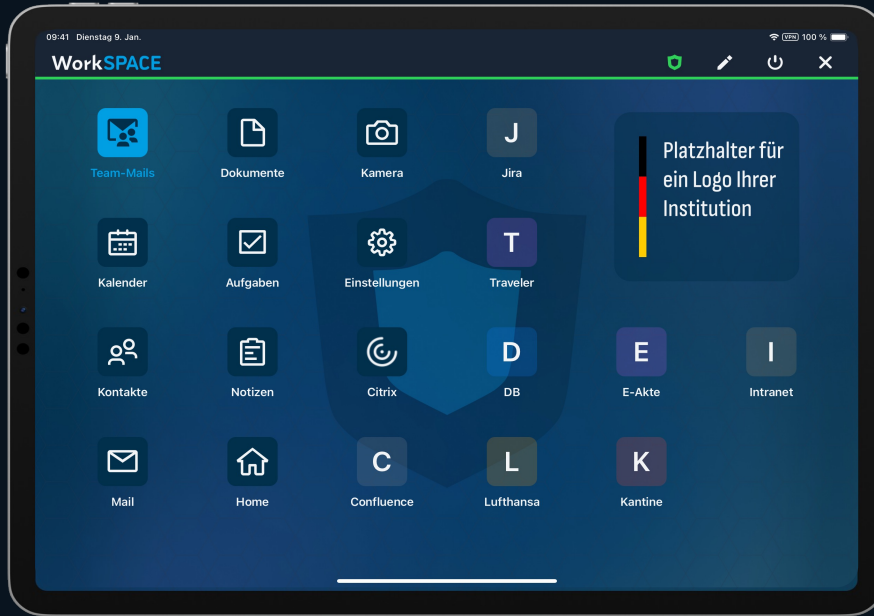 09:41 Dienstag 9. Jan.
VPN 100 %
WorkSPACE
Team-Mails
Dokumente
Kamera
J
Jira
Platzhalter für
ein Logo Ihrer
Institution
Kalender
Aufgaben
Einstellungen
T
Traveler
Kontakte
Notizen
Citrix
D
DB
E
E-Akte
I
Intranet
Mail
Home
C
Confluence
L
Lufthansa
K
Kantine